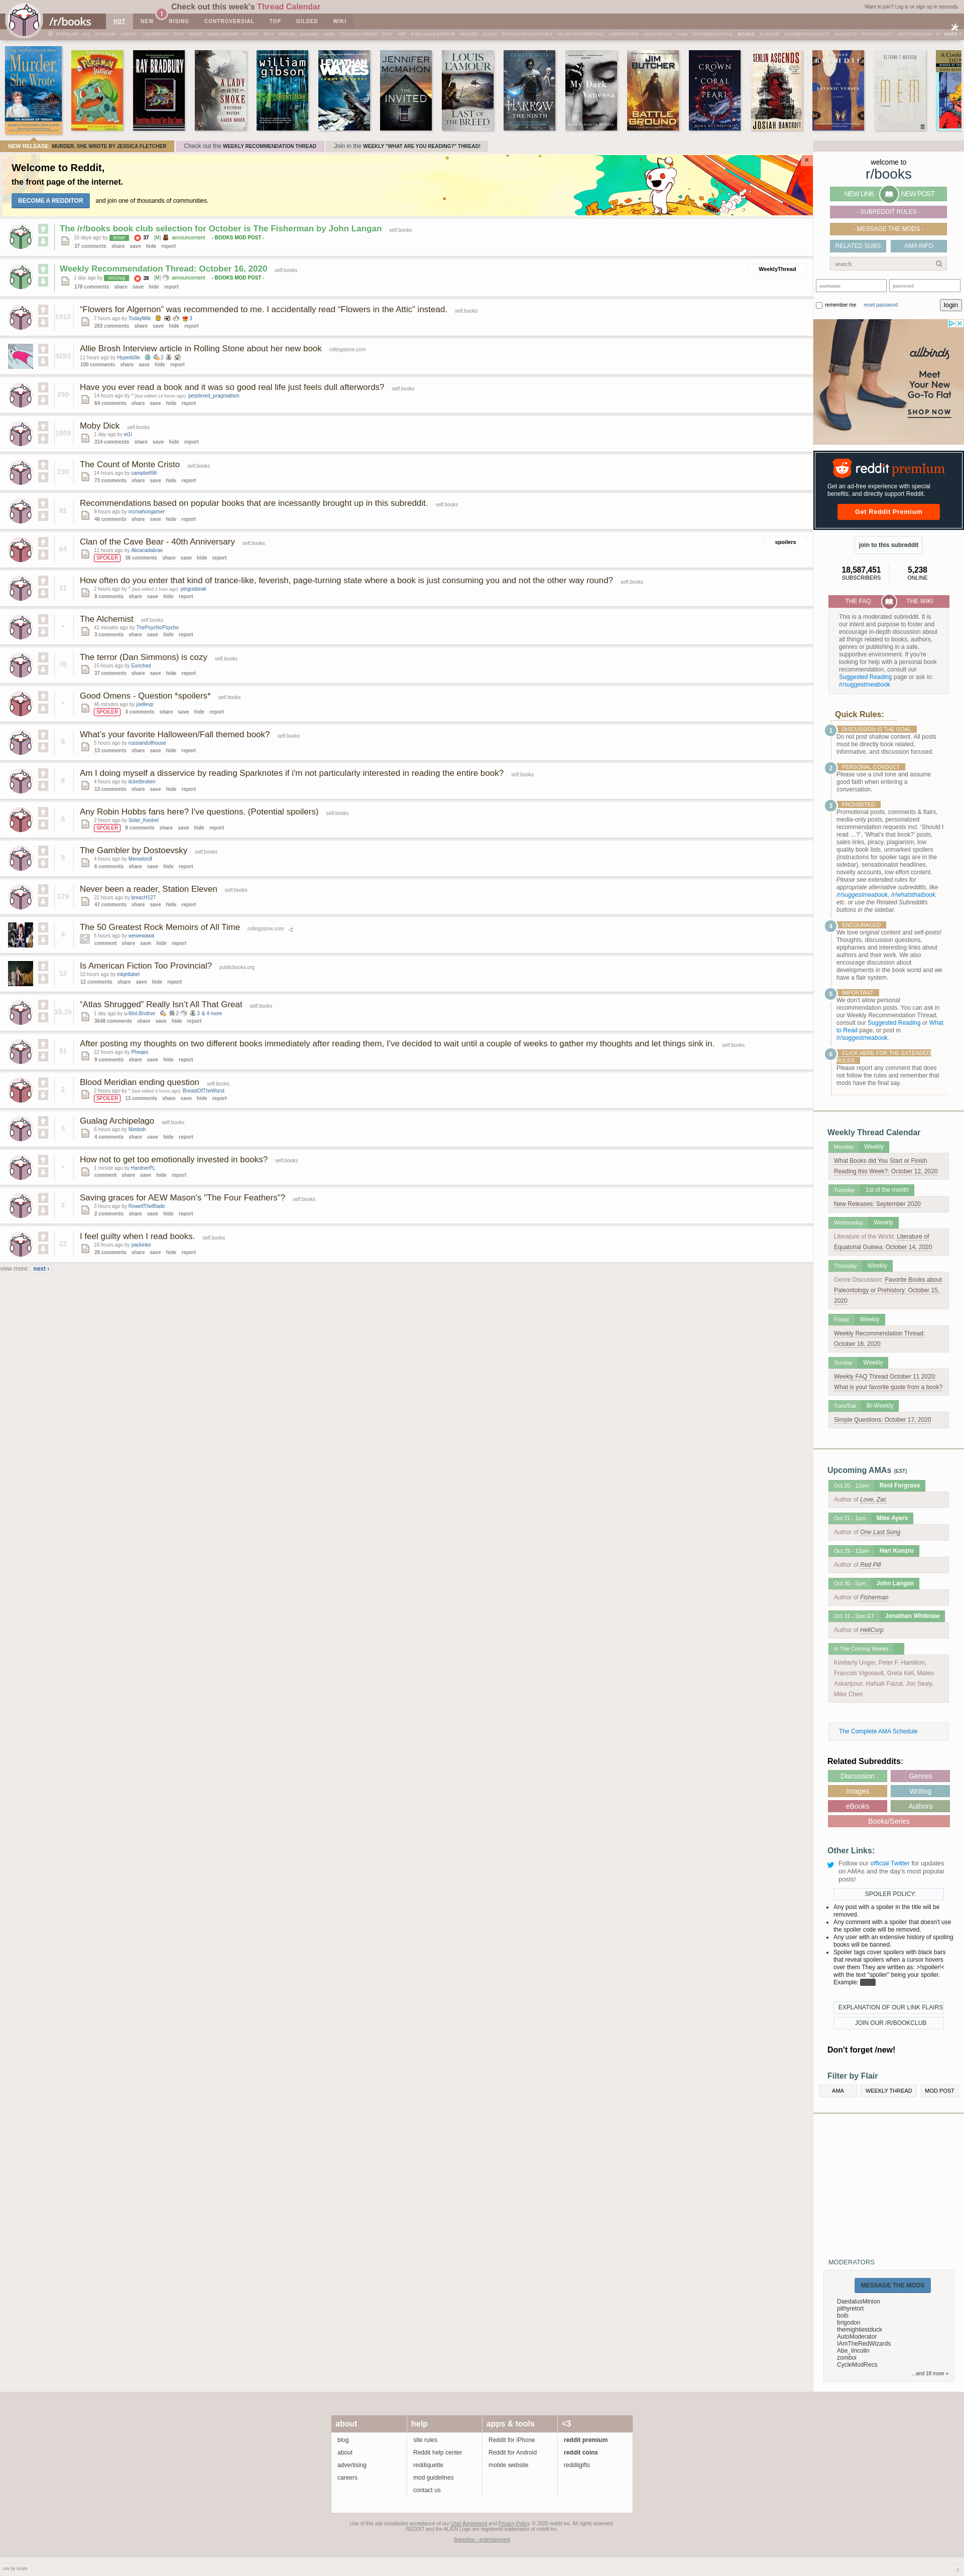 Check out this week's Thread Calendar
Want to join? Log in or sign up in seconds.
/r/books
HOT NEW RISING CONTROVERSIAL TOP GILDED WIKI
Murder, She Wrote
RAY BRADBURY
A LADY
SMOKE
william gibson
LEVIATHAN WAKES
JENNIFER McMAHON
THE INVITED
LOUIS L'AMOUR
LAST OF THE BREED
HARROW THE NINTH
My Dark Vanessa
JIM BUTCHER
BATTLE GROUND
CROWN CORAL and PEARL
SENLIN ASCENDS
JOSIAH BANCROFT
NEW RELEASE: MURDER, SHE WROTE BY JESSICA FLETCHER
Check out the WEEKLY RECOMMENDATION THREAD
Join in the WEEKLY "WHAT ARE YOU READING?" THREAD!
Welcome to Reddit,
the front page of the internet.
BECOME A REDDITOR and join one of thousands of communities.
The /r/books book club selection for October is The Fisherman by John Langan self.books
37 comments share save hide report
Weekly Recommendation Thread: October 16, 2020 self.books
WeeklyThread
178 comments share save hide report
1915
“Flowers for Algernon” was recommended to me. I accidentally read “Flowers in the Attic” instead. self.books
7 hours ago by TodayMilk
263 comments share save hide report
4253
Allie Brosh Interview article in Rolling Stone about her new book rollingstone.com
11 hours ago by Hyperb0le
100 comments share save hide report
290
Have you ever read a book and it was so good real life just feels dull afterwords? self.books
14 hours ago by * (last edited 14 hours ago) perplexed_pragmatism
64 comments share save hide report
1909
Moby Dick self.books
1 day ago by ei1l
314 comments share save hide report
239
The Count of Monte Cristo self.books
14 hours ago by campbell96
73 comments share save hide report
81
Recommendations based on popular books that are incessantly brought up in this subreddit. self.books
9 hours ago by mcmahongamer
46 comments share save hide report
64
Clan of the Cave Bear - 40th Anniversary self.books
spoilers
11 hours ago by Abracadabrae
SPOILER 36 comments share save hide report
11
How often do you enter that kind of trance-like, feverish, page-turning state where a book is just consuming you and not the other way round? self.books
2 hours ago by * (last edited 1 hour ago) pingusbeak
8 comments share save hide report
•
The Alchemist self.books
41 minutes ago by ThePsychicPsycho
3 comments share save hide report
70
The terror (Dan Simmons) is cozy self.books
15 hours ago by Eenched
37 comments share save hide report
•
Good Omens - Question *spoilers* self.books
46 minutes ago by joellevp
SPOILER 3 comments share save hide report
8
What's your favorite Halloween/Fall themed book? self.books
5 hours ago by russiandollhouse
13 comments share save hide report
6
Am I doing myself a disservice by reading Sparknotes if i'm not particularly interested in reading the entire book? self.books
4 hours ago by ticketbroken
13 comments share save hide report
5
Any Robin Hobbs fans here? I've questions. (Potential spoilers) self.books
2 hours ago by Solar_Kestrel
SPOILER 9 comments share save hide report
5
The Gambler by Dostoevsky self.books
4 hours ago by Memelordf
6 comments share save hide report
129
Never been a reader, Station Eleven self.books
22 hours ago by breacH127
47 comments share save hide report
4
The 50 Greatest Rock Memoirs of All Time rollingstone.com
5 hours ago by wewewawa
comment share save hide report
12
Is American Fiction Too Provincial? publicbooks.org
10 hours ago by inkjetlabel
12 comments share save hide report
15.2k
“Atlas Shrugged” Really Isn't All That Great self.books
1 day ago by u-Wot-Brother 2 3 & 4 more
3648 comments share save hide report
91
After posting my thoughts on two different books immediately after reading them, I've decided to wait until a couple of weeks to gather my thoughts and let things sink in. self.books
22 hours ago by Pheqes
9 comments share save hide report
2
Blood Meridian ending question self.books
2 hours ago by * (last edited 2 hours ago) BreastOfTheWurst
SPOILER 13 comments share save hide report
3
Gualag Archipelago self.books
6 hours ago by Nimboh
4 comments share save hide report
•
How not to get too emotionally invested in books? self.books
1 minute ago by HardnerPL
comment share save hide report
2
Saving graces for AEW Mason's "The Four Feathers"? self.books
3 hours ago by RowellTheBlade
2 comments share save hide report
22
I feel guilty when I read books. self.books
16 hours ago by packinko
28 comments share save hide report
view more: next ›
welcome to
r/books
NEW LINK NEW POST
- SUBREDDIT RULES -
- MESSAGE THE MODS -
RELATED SUBS AMA INFO
search
username password
remember me reset password login
allbirds
Meet Your New Go-To Flat
SHOP NOW
reddit premium
Get an ad-free experience with special benefits, and directly support Reddit.
Get Reddit Premium
join to this subreddit
18,587,451 SUBSCRIBERS
5,238 ONLINE
THE FAQ THE WIKI
This is a moderated subreddit. It is our intent and purpose to foster and encourage in-depth discussion about all things related to books, authors, genres or publishing in a safe, supportive environment. If you're looking for help with a personal book recommendation, consult our Suggested Reading page or ask in: /r/suggestmeabook
Quick Rules:
1 DISCUSSION IS THE GOAL
Do not post shallow content. All posts must be directly book related, informative, and discussion focused.
2 PERSONAL CONDUCT
Please use a civil tone and assume good faith when entering a conversation.
3 PROHIBITED
Promotional posts, comments & flairs, media-only posts, personalized recommendation requests incl. 'Should I read …?', 'What's that book?' posts, sales links, piracy, plagiarism, low quality book lists, unmarked spoilers (instructions for spoiler tags are in the sidebar), sensationalist headlines, novelty accounts, low effort content. Please see extended rules for appropriate alternative subreddits, like /r/suggestmeabook, /r/whatsthatbook, etc. or use the Related Subreddits buttons in the sidebar.
4 ENCOURAGED
We love original content and self-posts! Thoughts, discussion questions, epiphanies and interesting links about authors and their work. We also encourage discussion about developments in the book world and we have a flair system.
5 IMPORTANT
We don't allow personal recommendation posts. You can ask in our Weekly Recommendation Thread, consult our Suggested Reading or What to Read page, or post in /r/suggestmeabook.
6 CLICK HERE FOR THE EXTENDED RULES
Please report any comment that does not follow the rules and remember that mods have the final say.
Weekly Thread Calendar
Monday Weekly
What Books did You Start or Finish Reading this Week?: October 12, 2020
Tuesday 1st of the month
New Releases: September 2020
Wednesday Weekly
Literature of the World: Literature of Equatorial Guinea: October 14, 2020
Thursday Weekly
Genre Discussion: Favorite Books about Paleontology or Prehistory: October 15, 2020
Friday Weekly
Weekly Recommendation Thread: October 16, 2020
Sunday Weekly
Weekly FAQ Thread October 11 2020: What is your favorite quote from a book?
Tues/Sat Bi-Weekly
Simple Questions: October 17, 2020
Upcoming AMAs (EST)
Oct 20 - 12pm Reid Forgrave
Author of Love, Zac
Oct 21 - 1pm Mike Ayers
Author of One Last Song
Oct 29 - 12pm Hari Kunzru
Author of Red Pill
Oct 30 - 5pm John Langan
Author of Fisherman
Oct 31 - 2pm ET Jonathan Whitelaw
Author of HellCorp
In The Coming Weeks
Kimberly Unger, Peter F. Hamilton, Francois Vigneault, Greta Kell, Mateo Askaripour, Hafsah Faizal, Jon Sealy, Mike Chen
The Complete AMA Schedule
Related Subreddits:
Discussion Genres
Images Writing
eBooks Authors
Books/Series
Other Links:
Follow our official Twitter for updates on AMAs and the day's most popular posts!
SPOILER POLICY:
Any post with a spoiler in the title will be removed.
Any comment with a spoiler that doesn't use the spoiler code will be removed.
Any user with an extensive history of spoiling books will be banned.
Spoiler tags cover spoilers with black bars that reveal spoilers when a cursor hovers over them They are written as: >!spoiler!< with the text "spoiler" being your spoiler. Example:
EXPLANATION OF OUR LINK FLAIRS
JOIN OUR /R/BOOKCLUB
Don't forget /new!
Filter by Flair
AMA WEEKLY THREAD MOD POST
MODERATORS
MESSAGE THE MODS
DaedalusMinion
pithyretort
boib
brigodon
themightiestduck
AutoModerator
IAmTheRedWizards
Abe_lincolin
zomboi
CycleModRecs
...and 18 more »
about
blog
about
advertising
careers
help
site rules
Reddit help center
reddiquette
mod guidelines
contact us
apps & tools
Reddit for iPhone
Reddit for Android
mobile website
<3
reddit premium
reddit coins
redditgifts
Use of this site constitutes acceptance of our User Agreement and Privacy Policy. © 2020 reddit inc. All rights reserved.
REDDIT and the ALIEN Logo are registered trademarks of reddit inc.
Advertise - entertainment